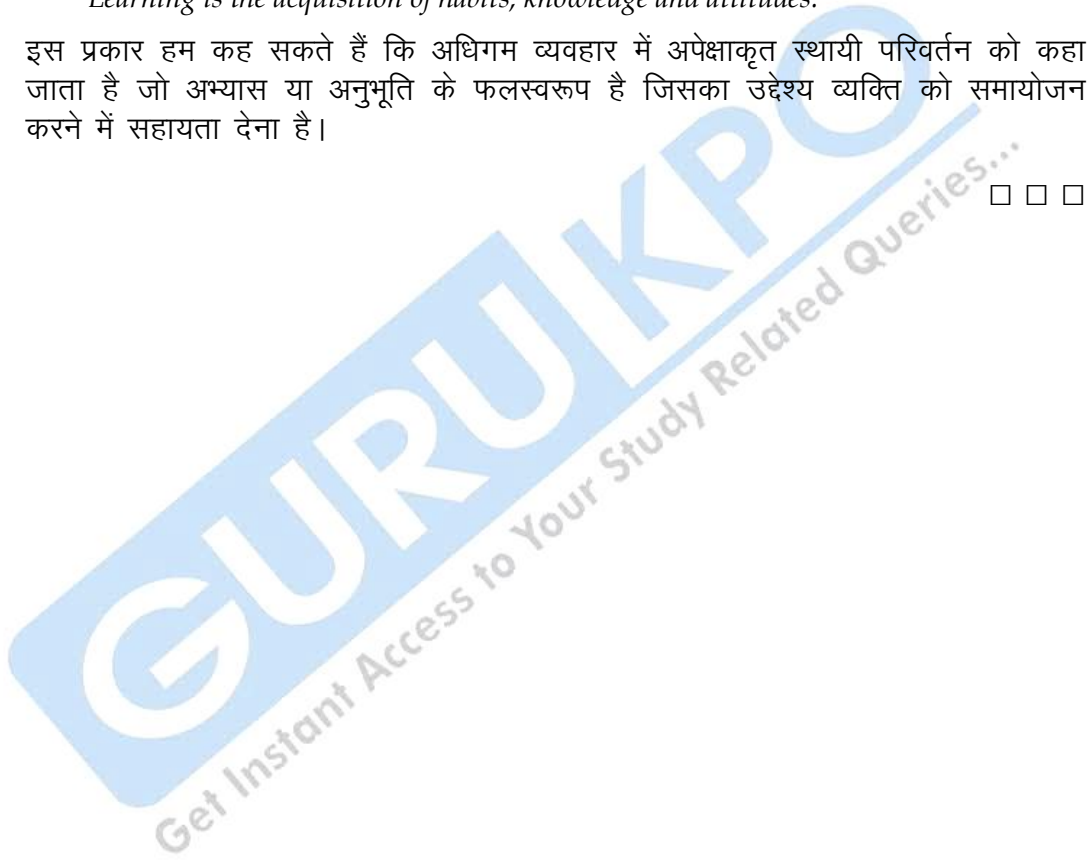 Learning is the acquisition of habits, knowledge and attitudes.
इस प्रकार हम कह सकते हैं कि अधिगम व्यवहार में अपेक्षाकृत स्थायी परिवर्तन को कहा
जाता है जो अभ्यास या अनुभूति के फलस्वरूप है जिसका उद्देश्य व्यक्ति को समायोजन
करने में सहायता देना है।
□ □ □
GURUKPO
Get Instant Access to Your Study Related Queries...